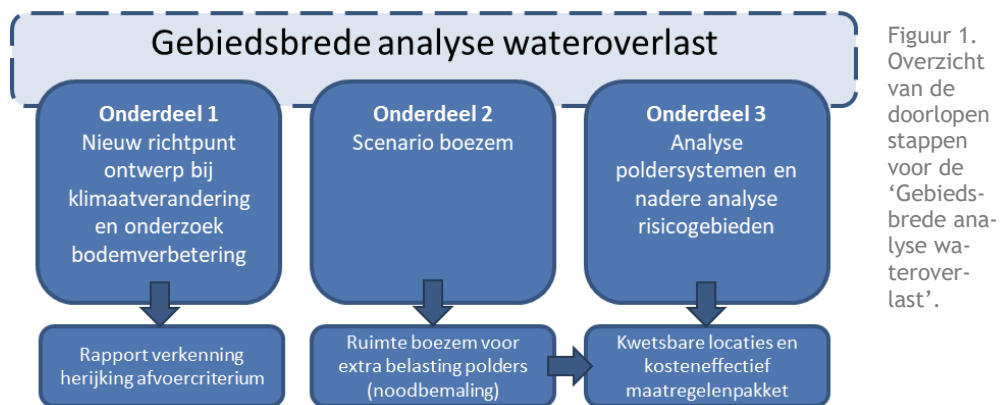 Gebiedsbrede analyse wateroverlast
Onderdeel 1
Nieuw richtpunt
ontwerp bij
klimaatverandering
en onderzoek
bodemverbetering
Rapport verkenning
herijking afvoercriterium
Onderdeel 2
Scenario boezem
Ruimte boezem voor
extra belasting polders
(noodbemaling)
Onderdeel 3
Analyse
poldersystemen en
nadere analyse
risicogebieden
Kwetsbare locaties en
kosteneffectief
maatregelenpakket
Figuur 1.
Overzicht
van de
doorlopen
stappen
voor de
‘Gebieds-
brede ana-
lyse wa-
terover-
last’.